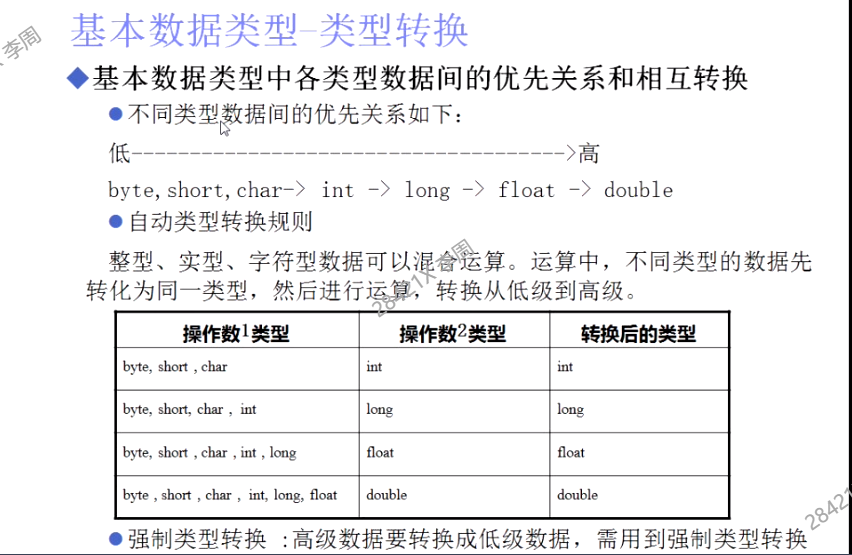 基本数据类型-类型转换
◆基本数据类型中各类型数据间的优先关系和相互转换
●不同类型数据间的优先关系如下:
低------------------------------------->高
byte,short,char-> int -> long -> float -> double
●自动类型转换规则
整型、实型、字符型数据可以混合运算。运算中，不同类型的数据先
转化为同一类型，然后进行运算，转换从低级到高级。
操作数1类型 操作数2类型 转换后的类型
byte, short ,char int int
byte, short, char , int long long
byte, short , char , int , long float float
byte , short , char , int, long, float double double
●强制类型转换 :高级数据要转换成低级数据，需用到强制类型转换
X 李周
28421X 李周
28421